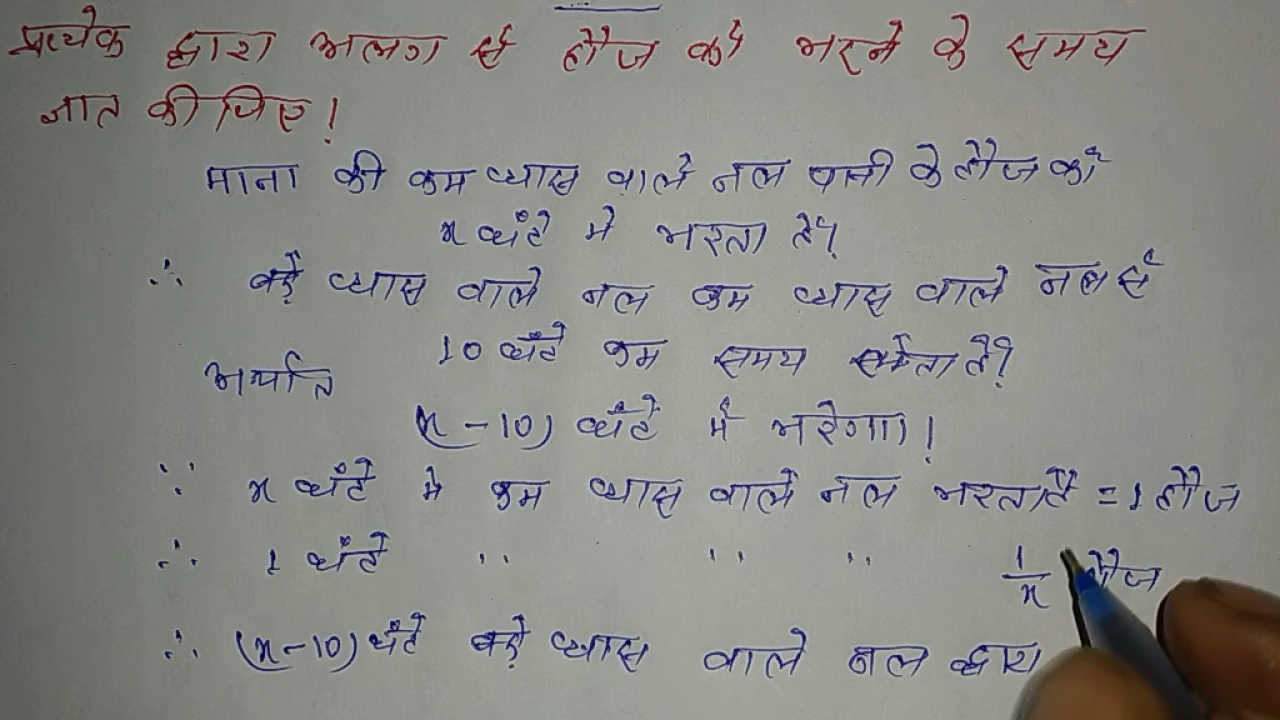 प्रत्येक द्वारा अलग से हौज को भरने के समय
ज्ञात कीजिए!
माना की कम व्यास वाले नल पानी के हौज को
x घंटे मे भरता है?
∴ बड़े व्यास वाले नल कम व्यास वाले नल से
10 घंटे कम समय लेता है?
अर्थात
(x - 10) घंटे में भरेगा।!
∵ x घंटे मे कम व्यास वाले नल भरता है = 1 हौज
∴ 1 घंटे " " " 1/x हौज
∴ (x-10) घंटे बड़े व्यास वाले नल द्वारा